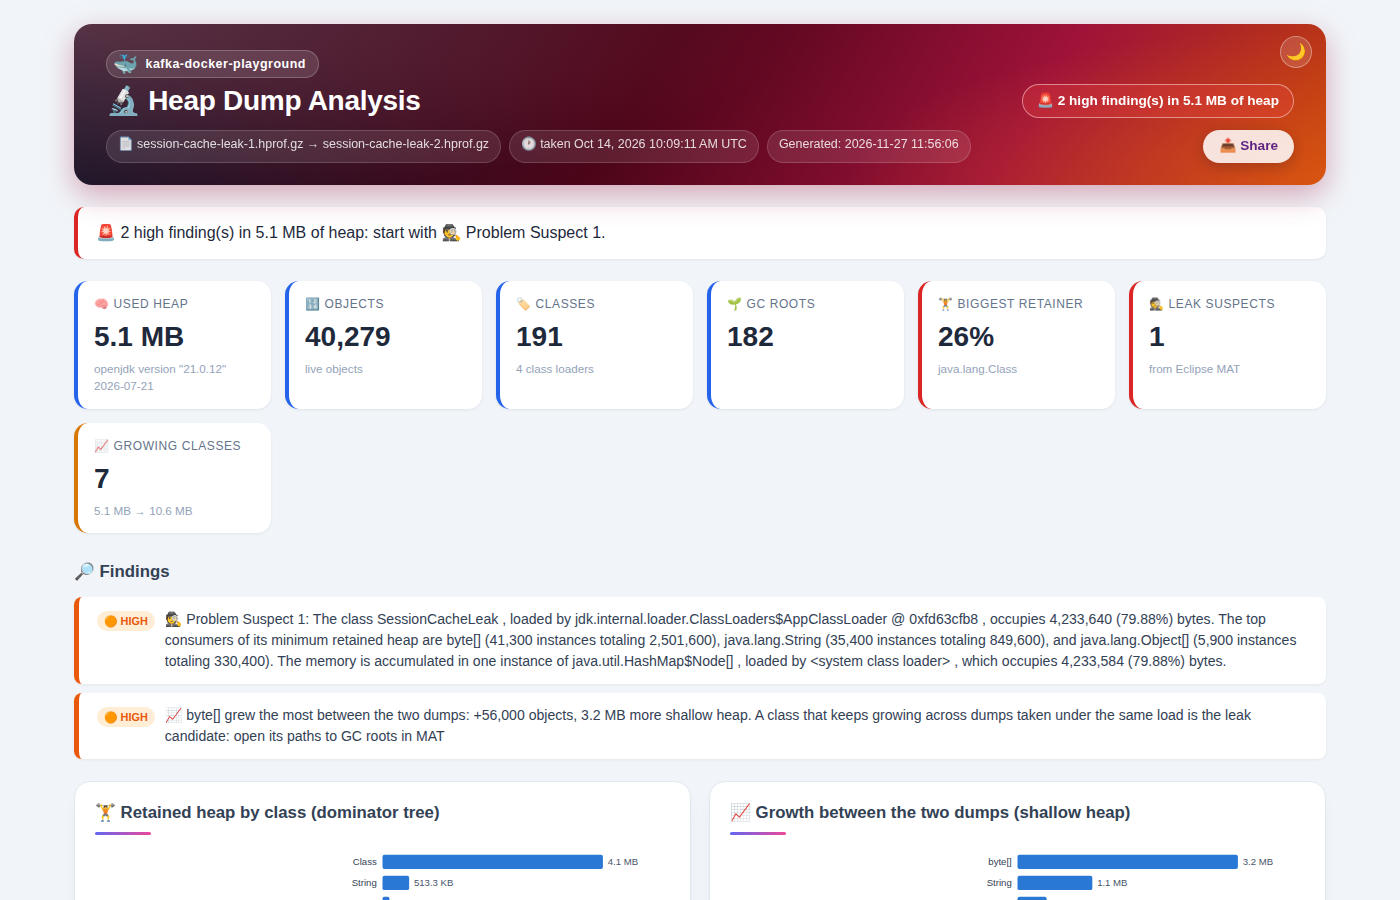 kafka-docker-playground
Heap Dump Analysis
2 high finding(s) in 5.1 MB of heap
session-cache-leak-1.hprof.gz → session-cache-leak-2.hprof.gz
taken Oct 14, 2026 10:09:11 AM UTC
Generated: 2026-11-27 11:56:06
Share
2 high finding(s) in 5.1 MB of heap: start with 🕵 Problem Suspect 1.
USED HEAP
5.1 MB
openjdk version "21.0.12"
2026-07-21
OBJECTS
40,279
live objects
CLASSES
191
4 class loaders
GC ROOTS
182
BIGGEST RETAINER
26%
java.lang.Class
LEAK SUSPECTS
1
from Eclipse MAT
GROWING CLASSES
7
5.1 MB → 10.6 MB
Findings
HIGH
Problem Suspect 1: The class SessionCacheLeak , loaded by jdk.internal.loader.ClassLoaders$AppClassLoader @ 0xfd63cfb8 , occupies 4,233,640 (79.88%) bytes. The top
consumers of its minimum retained heap are byte[] (41,300 instances totaling 2,501,600), java.lang.String (35,400 instances totaling 849,600), and java.lang.Object[] (5,900 instances
totaling 330,400). The memory is accumulated in one instance of java.util.HashMap$Node[] , loaded by <system class loader> , which occupies 4,233,584 (79.88%) bytes.
HIGH
byte[] grew the most between the two dumps: +56,000 objects, 3.2 MB more shallow heap. A class that keeps growing across dumps taken under the same load is the leak
candidate: open its paths to GC roots in MAT
Retained heap by class (dominator tree)
Class 4.1 MB
String 513.3 KB
Growth between the two dumps (shallow heap)
byte[] 3.2 MB
String 1.1 MB